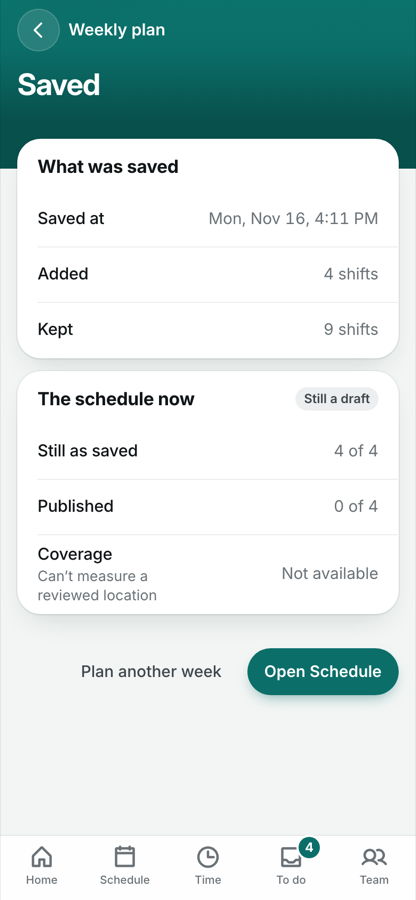 Weekly plan
Saved
What was saved
Saved at Mon, Nov 16, 4:11 PM
Added 4 shifts
Kept 9 shifts
The schedule now Still a draft
Still as saved 4 of 4
Published 0 of 4
Coverage
Can’t measure a
reviewed location
Not available
Plan another week Open Schedule
4
Home Schedule Time To do Team